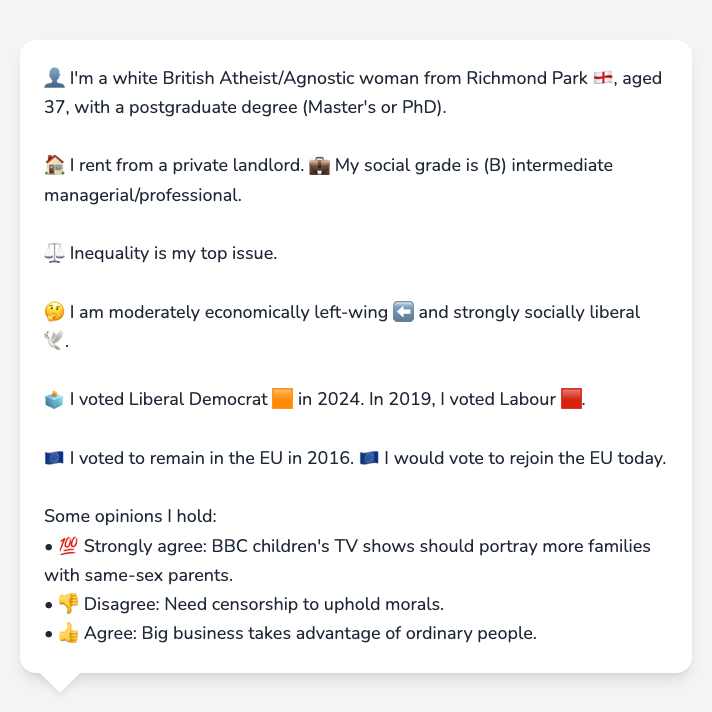 👤 I'm a white British Atheist/Agnostic woman from Richmond Park 🏴󠁧󠁢󠁥󠁮󠁧󠁿, aged
37, with a postgraduate degree (Master's or PhD).
🏠 I rent from a private landlord. 💼 My social grade is (B) intermediate
managerial/professional.
⚖️ Inequality is my top issue.
🤔 I am moderately economically left-wing ⬅️ and strongly socially liberal
🕊️.
🗳️ I voted Liberal Democrat 🟧 in 2024. In 2019, I voted Labour 🟥.
🇪🇺 I voted to remain in the EU in 2016. 🇪🇺 I would vote to rejoin the EU today.
Some opinions I hold:
• 💯 Strongly agree: BBC children's TV shows should portray more families
with same-sex parents.
• 👎 Disagree: Need censorship to uphold morals.
• 👍 Agree: Big business takes advantage of ordinary people.